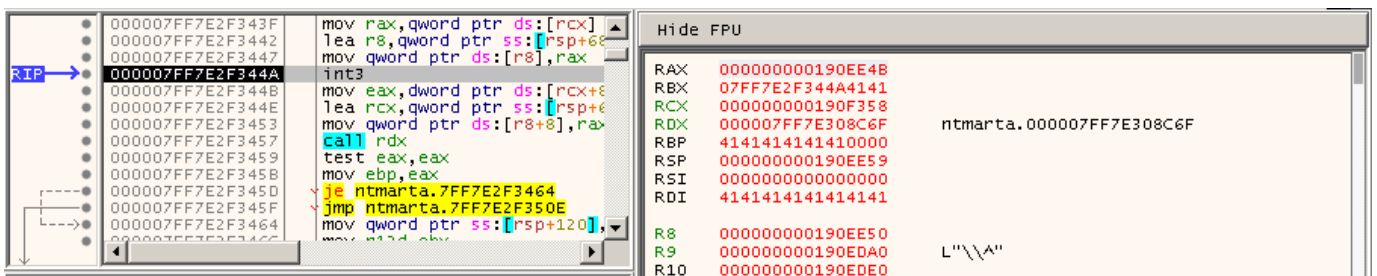 000007FF7E2F343F mov rax,qword ptr ds:[rcx]
000007FF7E2F3442 lea r8,qword ptr ss:[rsp+68
000007FF7E2F3447 mov qword ptr ds:[r8],rax
RIP 000007FF7E2F344A int3
000007FF7E2F344B mov eax,dword ptr ds:[rcx+8
000007FF7E2F344E lea rcx,qword ptr ss:[rsp+6
000007FF7E2F3453 mov qword ptr ds:[r8+8],rax
000007FF7E2F3457 call rdx
000007FF7E2F3459 test eax,eax
000007FF7E2F345B mov ebp,eax
000007FF7E2F345D je ntmarta.7FF7E2F3464
000007FF7E2F345F jmp ntmarta.7FF7E2F350E
000007FF7E2F3464 mov qword ptr ss:[rsp+120],
Hide FPU
RAX 000000000190EE4B
RBX 07FF7E2F344A4141
RCX 000000000190F358
RDX 000007FF7E308C6F ntmarta.000007FF7E308C6F
RBP 4141414141410000
RSP 000000000190EE59
RSI 0000000000000000
RDI 4141414141414141
R8 000000000190EE50
R9 000000000190EDA0 L"\\A"
R10 000000000190EDE0